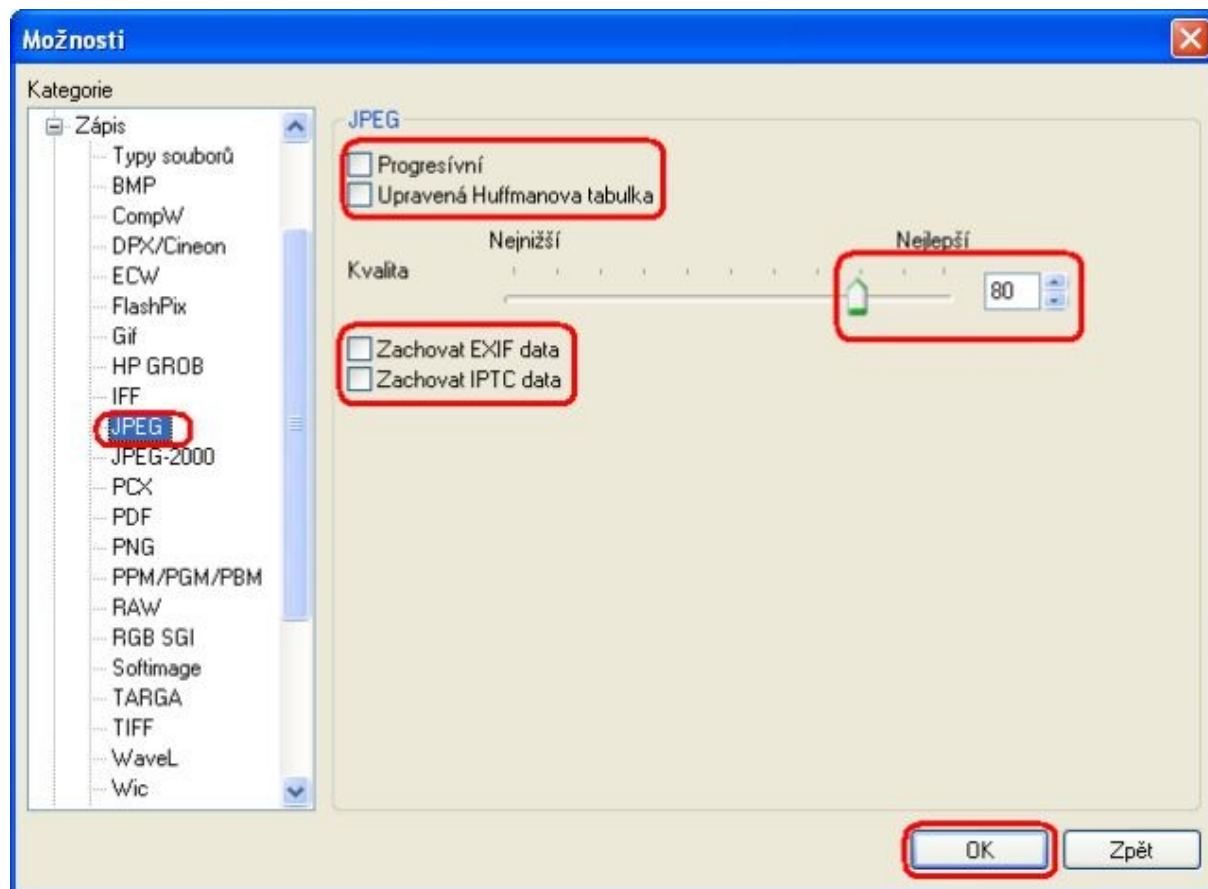 Možnosti
Kategorie
Zápis
Typy souborů
BMP
CompW
DPX/Cineon
ECW
FlashPix
Gif
HP GROB
IFF
JPEG
JPEG-2000
PCX
PDF
PNG
PPM/PGM/PBM
RAW
RGB SGI
Softimage
TARGA
TIFF
WaveL
Wic
JPEG
Progresívní
Upravená Huffmanova tabulka
Nejnižší Nejlepší
Kvalita 80
Zachovat EXIF data
Zachovat IPTC data
OK Zpět